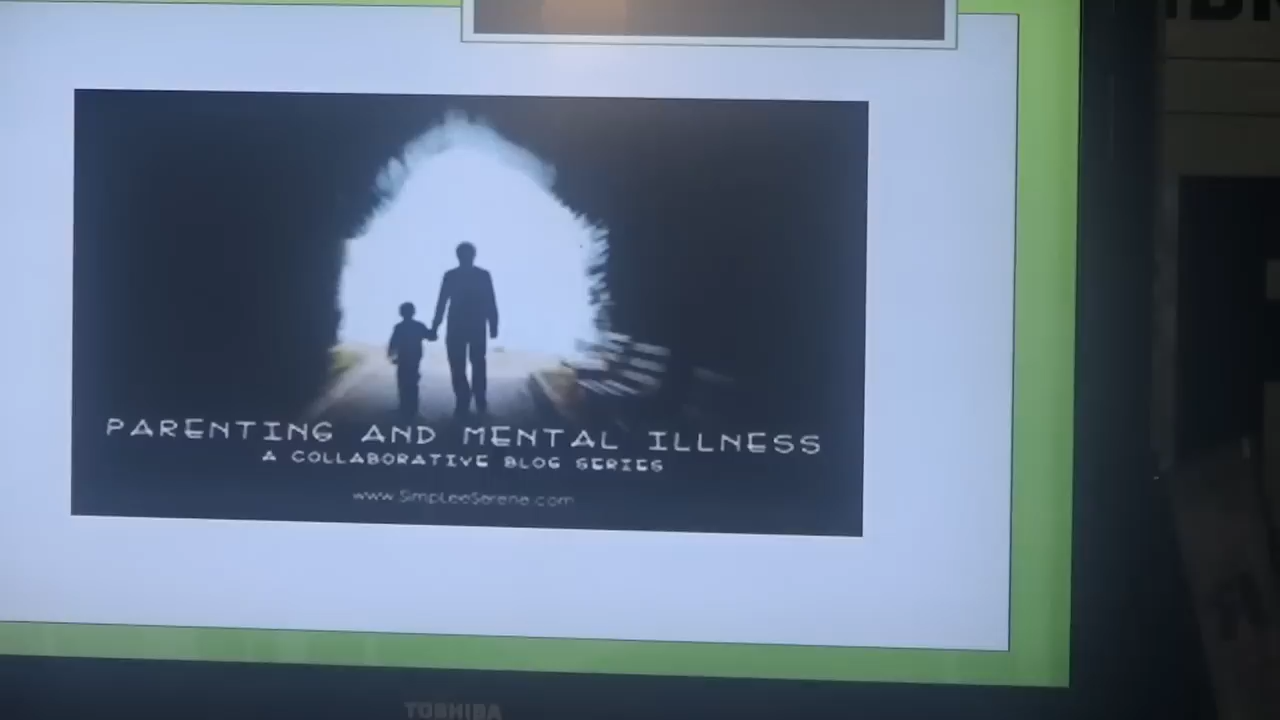 PARENTING AND MENTAL ILLNESS
A COLLABORATIVE BLOG SERIES
www.SimpLeeSerene.com
TOSHIBA